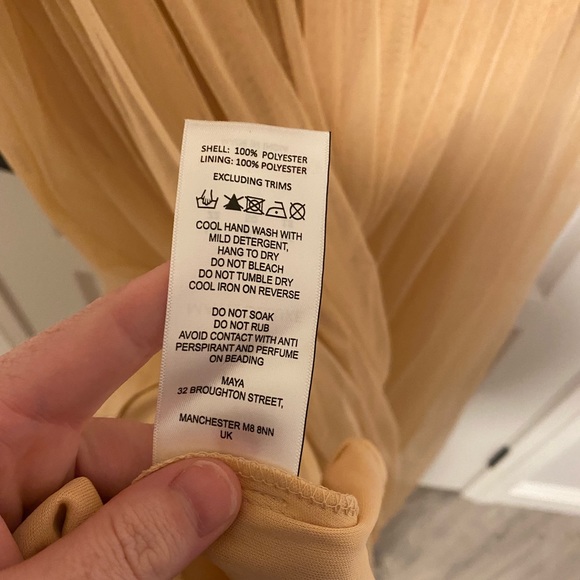 SHELL: 100% POLYESTER
LINING: 100% POLYESTER
EXCLUDING TRIMS
COOL HAND WASH WITH
MILD DETERGENT,
HANG TO DRY
DO NOT BLEACH
DO NOT TUMBLE DRY
COOL IRON ON REVERSE
DO NOT SOAK
DO NOT RUB
AVOID CONTACT WITH ANTI
PERSPIRANT AND PERFUME
ON BEADING
MAYA
32 BROUGHTON STREET,
MANCHESTER M8 8NN
UK